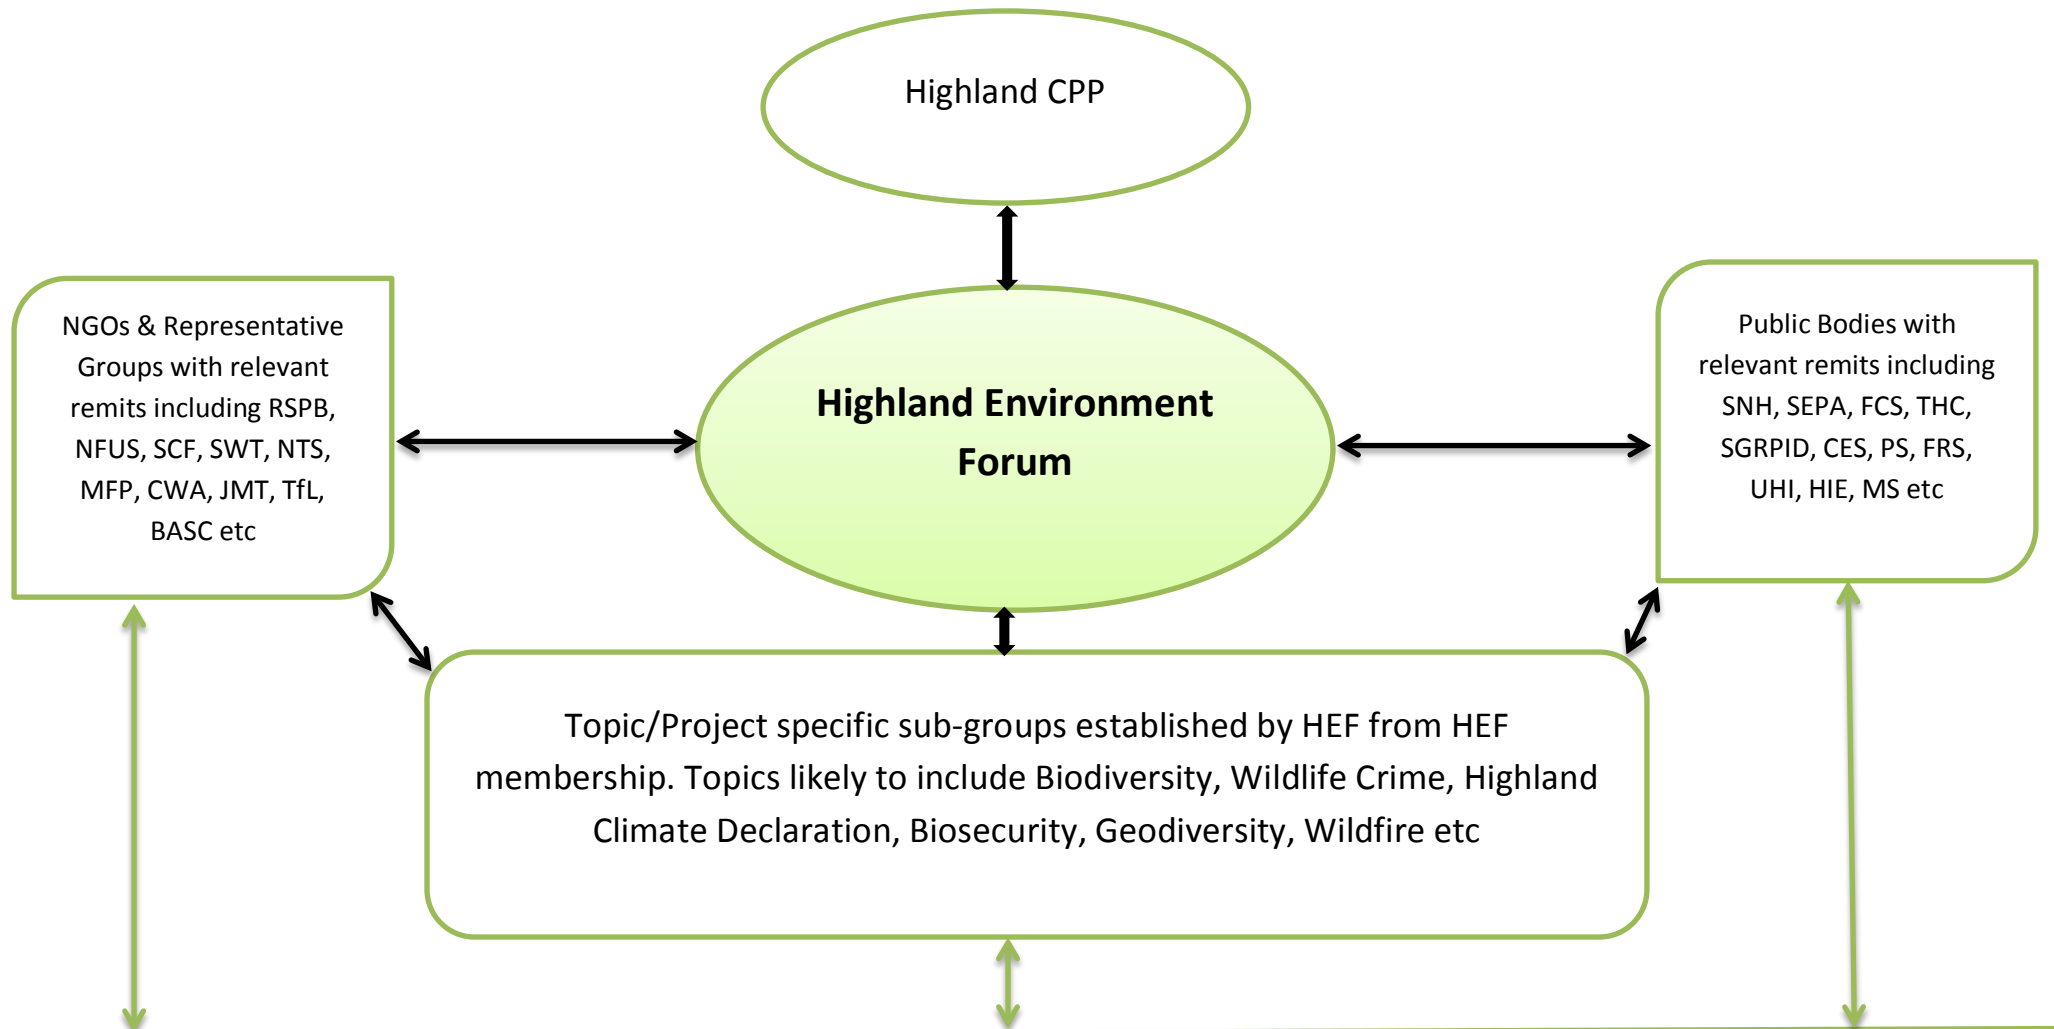 Highland CPP
NGOs & Representative
Groups with relevant
remits including RSPB,
NFUS, SCF, SWT, NTS,
MFP, CWA, JMT, TfL,
BASC etc
Highland Environment
Forum
Public Bodies with
relevant remits including
SNH, SEPA, FCS, THC,
SGRPID, CES, PS, FRS,
UHI, HIE, MS etc
Topic/Project specific sub-groups established by HEF from HEF
membership. Topics likely to include Biodiversity, Wildlife Crime, Highland
Climate Declaration, Biosecurity, Geodiversity, Wildfire etc